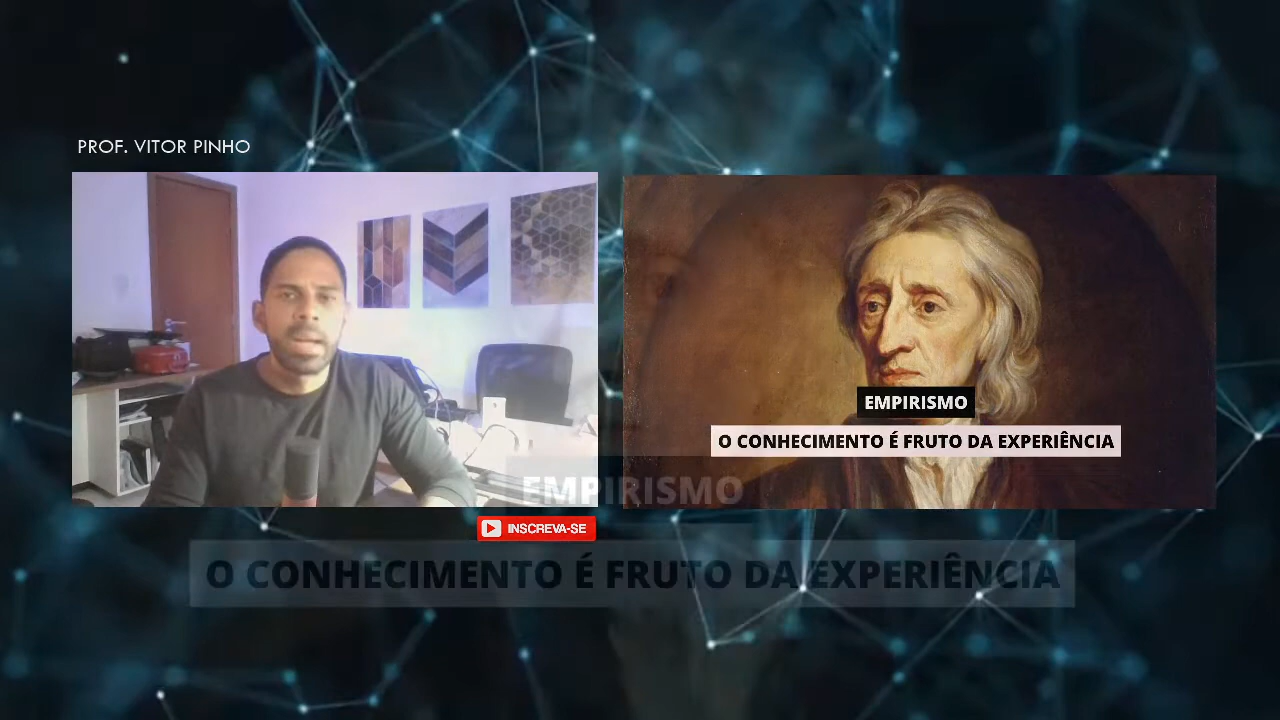 PROF. VITOR PINHO
EMPIRISMO
O CONHECIMENTO É FRUTO DA EXPERIÊNCIA
EMPIRISMO
INSCREVA-SE
O CONHECIMENTO É FRUTO DA EXPERIÊNCIA